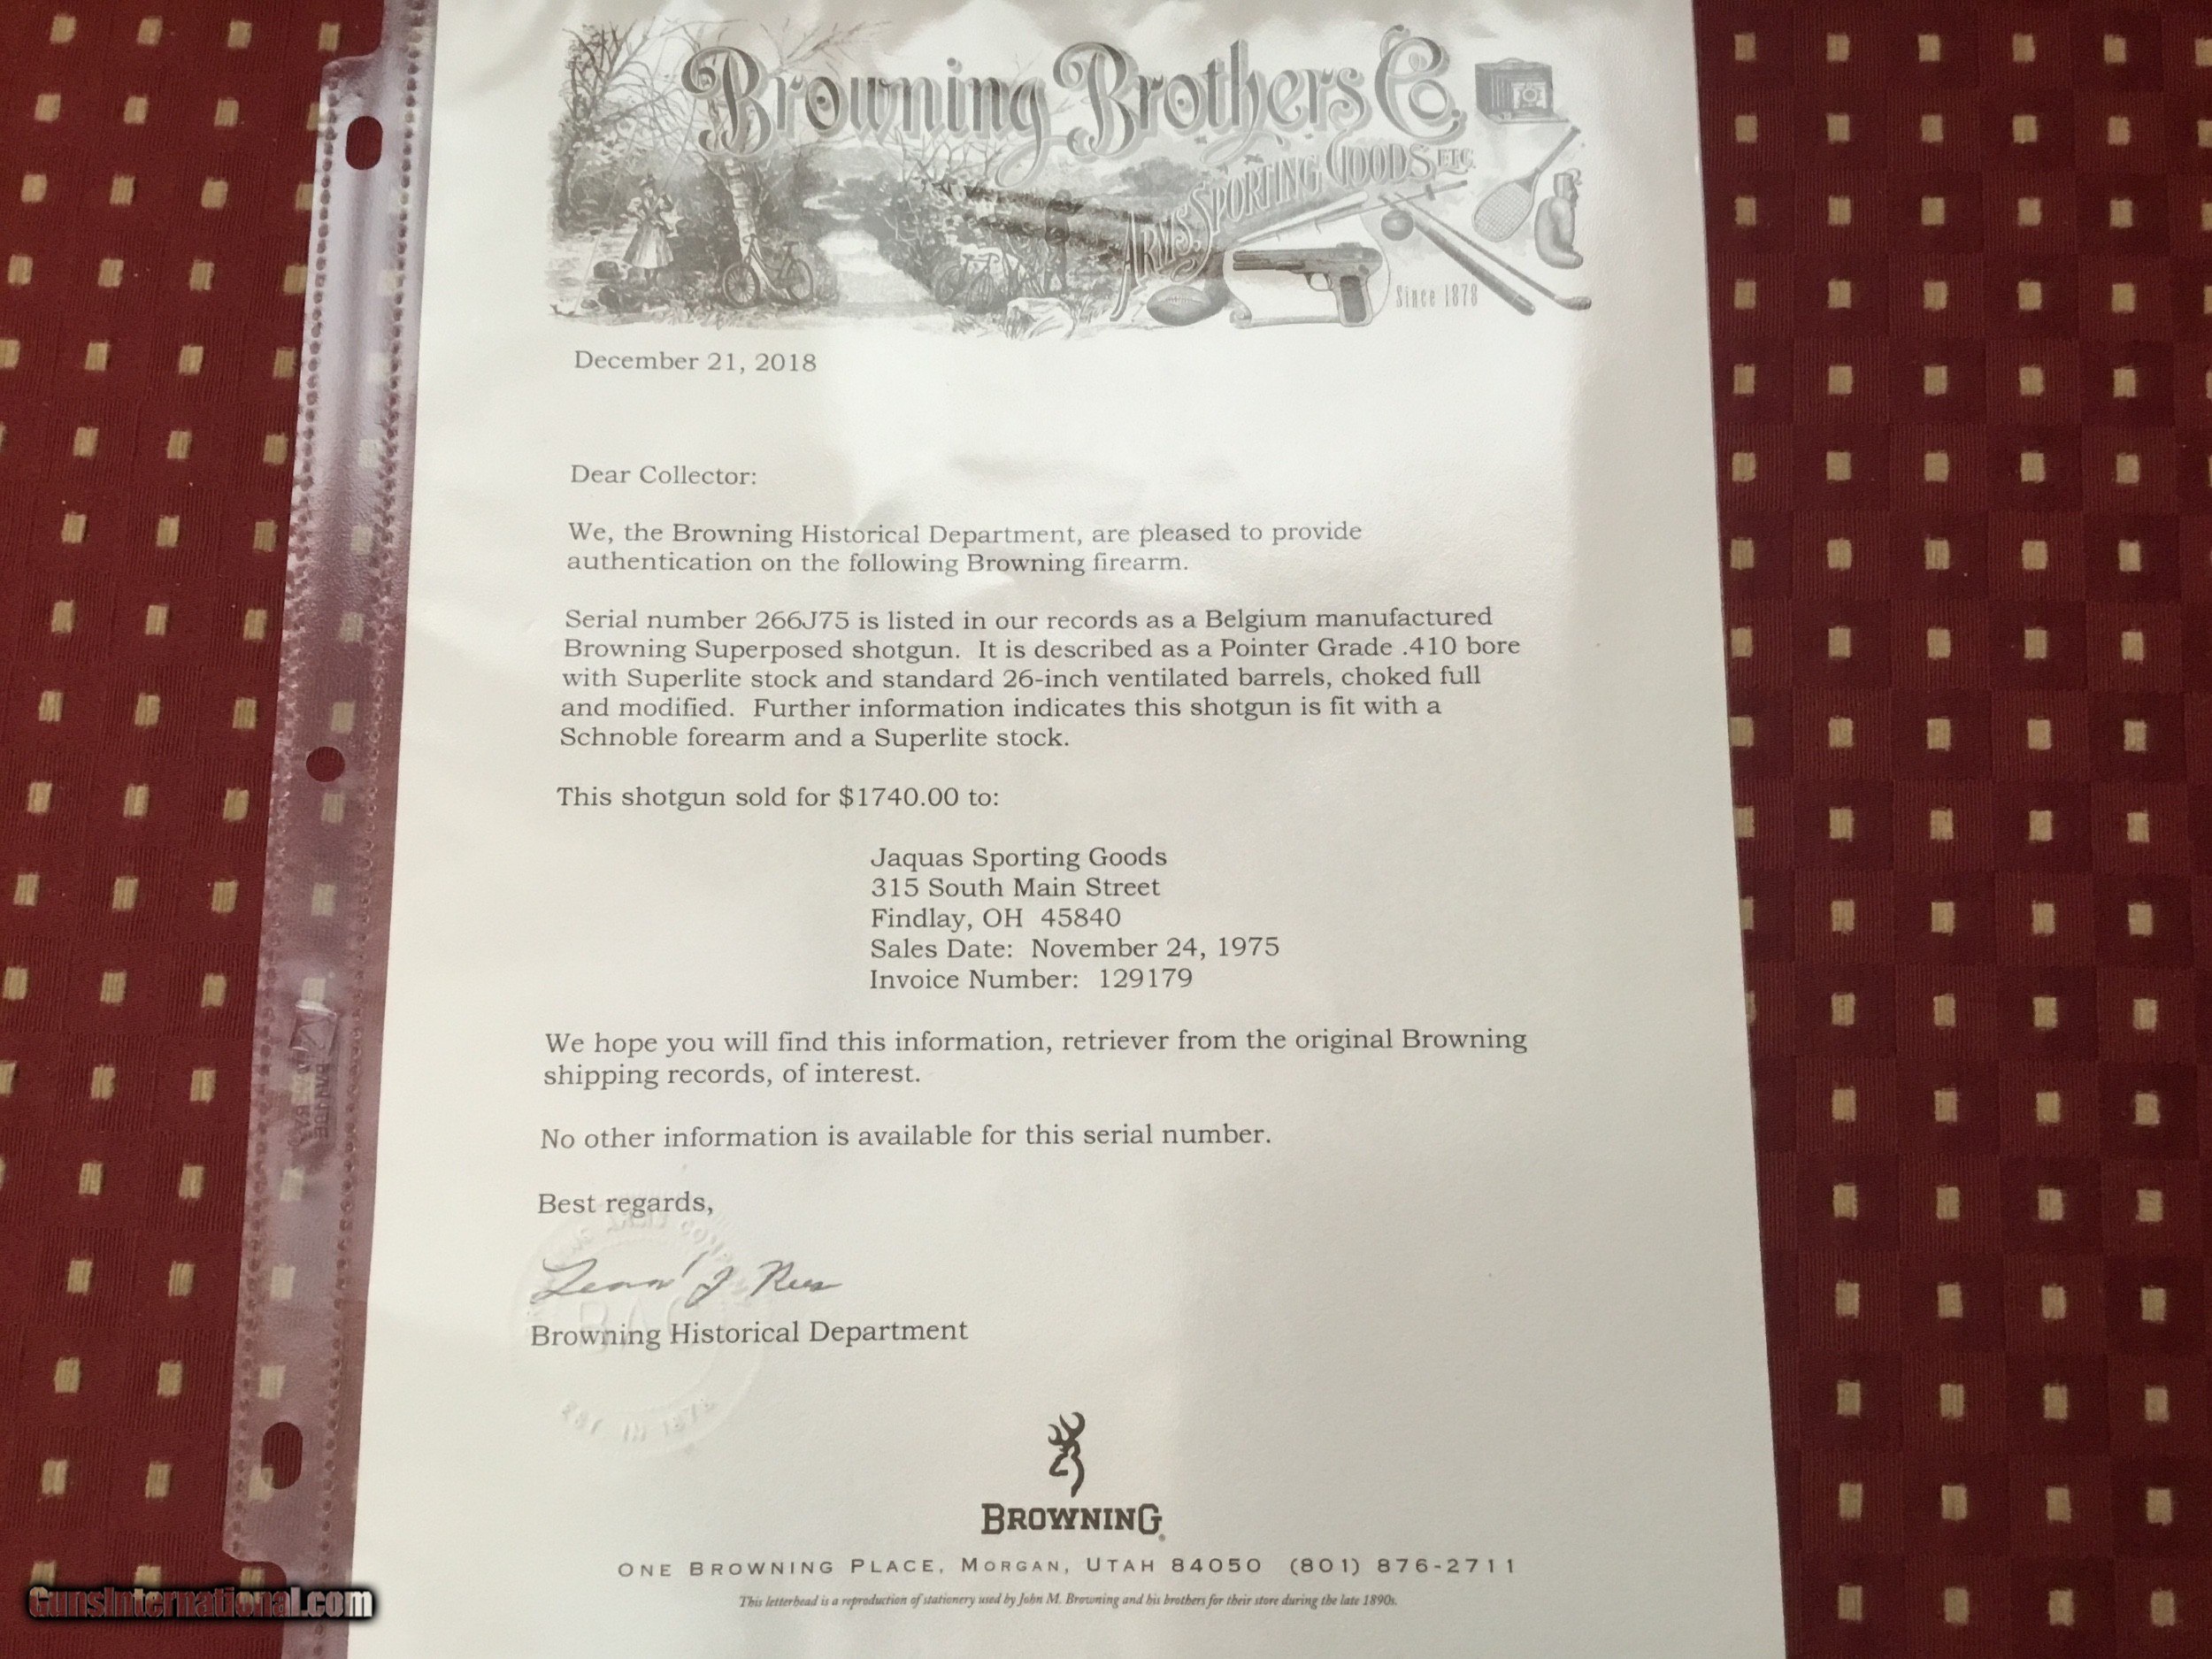 Browning Brothers Co.
ARMS, SPORTING GOODS ETC.
Since 1878
December 21, 2018
Dear Collector:
We, the Browning Historical Department, are pleased to provide
authentication on the following Browning firearm.
Serial number 266J75 is listed in our records as a Belgium manufactured
Browning Superposed shotgun. It is described as a Pointer Grade .410 bore
with Superlite stock and standard 26-inch ventilated barrels, choked full
and modified. Further information indicates this shotgun is fit with a
Schnoble forearm and a Superlite stock.
This shotgun sold for $1740.00 to:
Jaquas Sporting Goods
315 South Main Street
Findlay, OH 45840
Sales Date: November 24, 1975
Invoice Number: 129179
We hope you will find this information, retriever from the original Browning
shipping records, of interest.
No other information is available for this serial number.
Best regards,
Browning Historical Department
BROWNING
ONE BROWNING PLACE, MORGAN, UTAH 84050 (801) 876-2711
This letterhead is a reproduction of stationery used by John M. Browning and his brothers for their store during the late 1890s.
GunsInternational.com